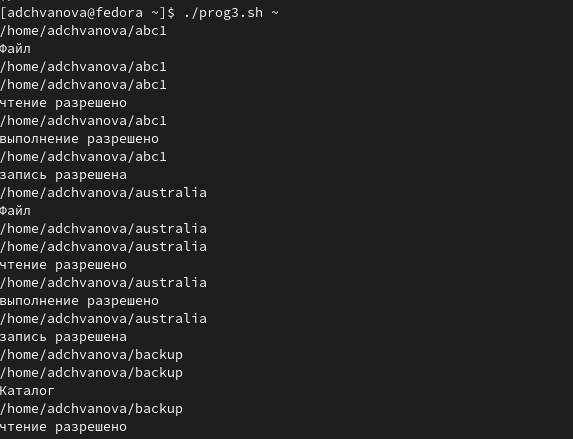 [adchvanova@fedora ~]$ ./prog3.sh ~
/home/adchvanova/abc1
Файл
/home/adchvanova/abc1
/home/adchvanova/abc1
чтение разрешено
/home/adchvanova/abc1
выполнение разрешено
/home/adchvanova/abc1
запись разрешена
/home/adchvanova/australia
Файл
/home/adchvanova/australia
/home/adchvanova/australia
чтение разрешено
/home/adchvanova/australia
выполнение разрешено
/home/adchvanova/australia
запись разрешена
/home/adchvanova/backup
/home/adchvanova/backup
Каталог
/home/adchvanova/backup
чтение разрешено